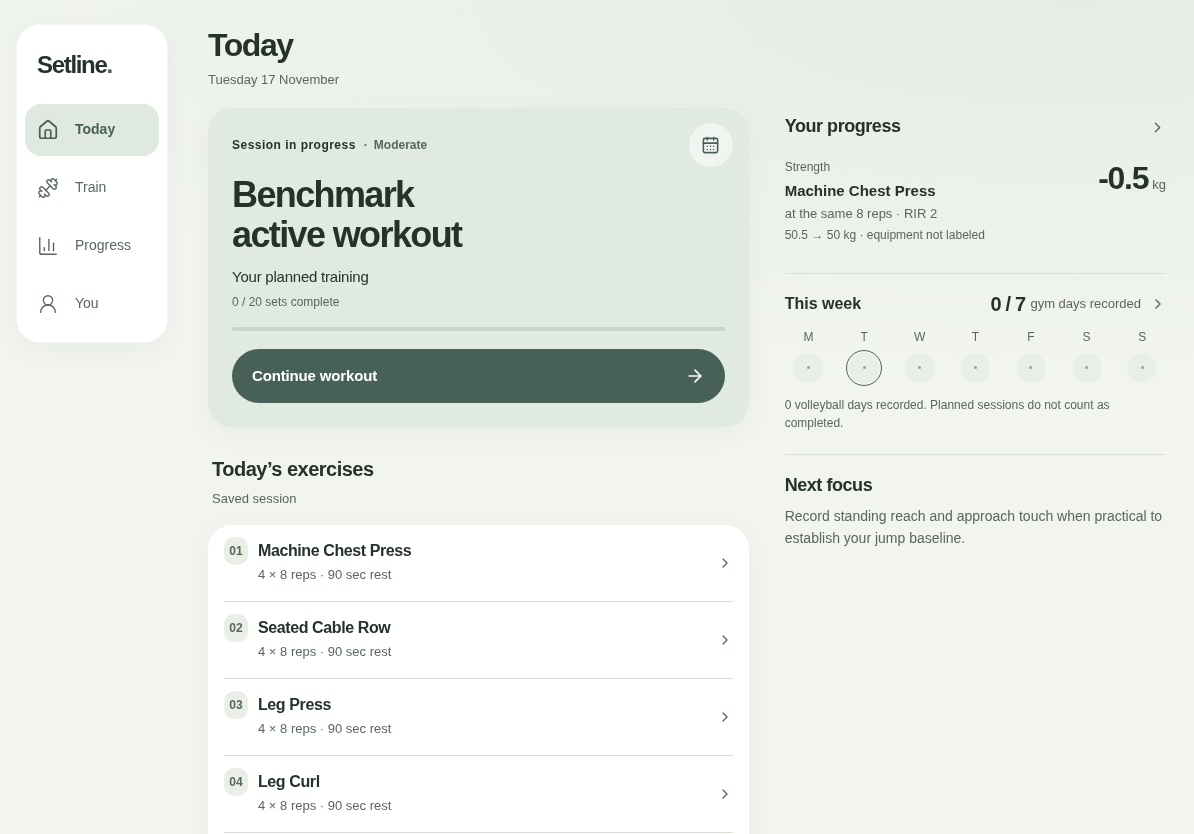 Setline.
Today
Train
Progress
You
Today
Tuesday 17 November
Session in progress · Moderate
Benchmark
active workout
Your planned training
0 / 20 sets complete
Continue workout
Today’s exercises
Saved session
01 Machine Chest Press
4 × 8 reps · 90 sec rest
02 Seated Cable Row
4 × 8 reps · 90 sec rest
03 Leg Press
4 × 8 reps · 90 sec rest
04 Leg Curl
4 × 8 reps · 90 sec rest
Your progress
Strength
Machine Chest Press
at the same 8 reps · RIR 2
50.5 → 50 kg · equipment not labeled
-0.5 kg
This week
0 / 7 gym days recorded
M T W T F S S
0 volleyball days recorded. Planned sessions do not count as
completed.
Next focus
Record standing reach and approach touch when practical to
establish your jump baseline.